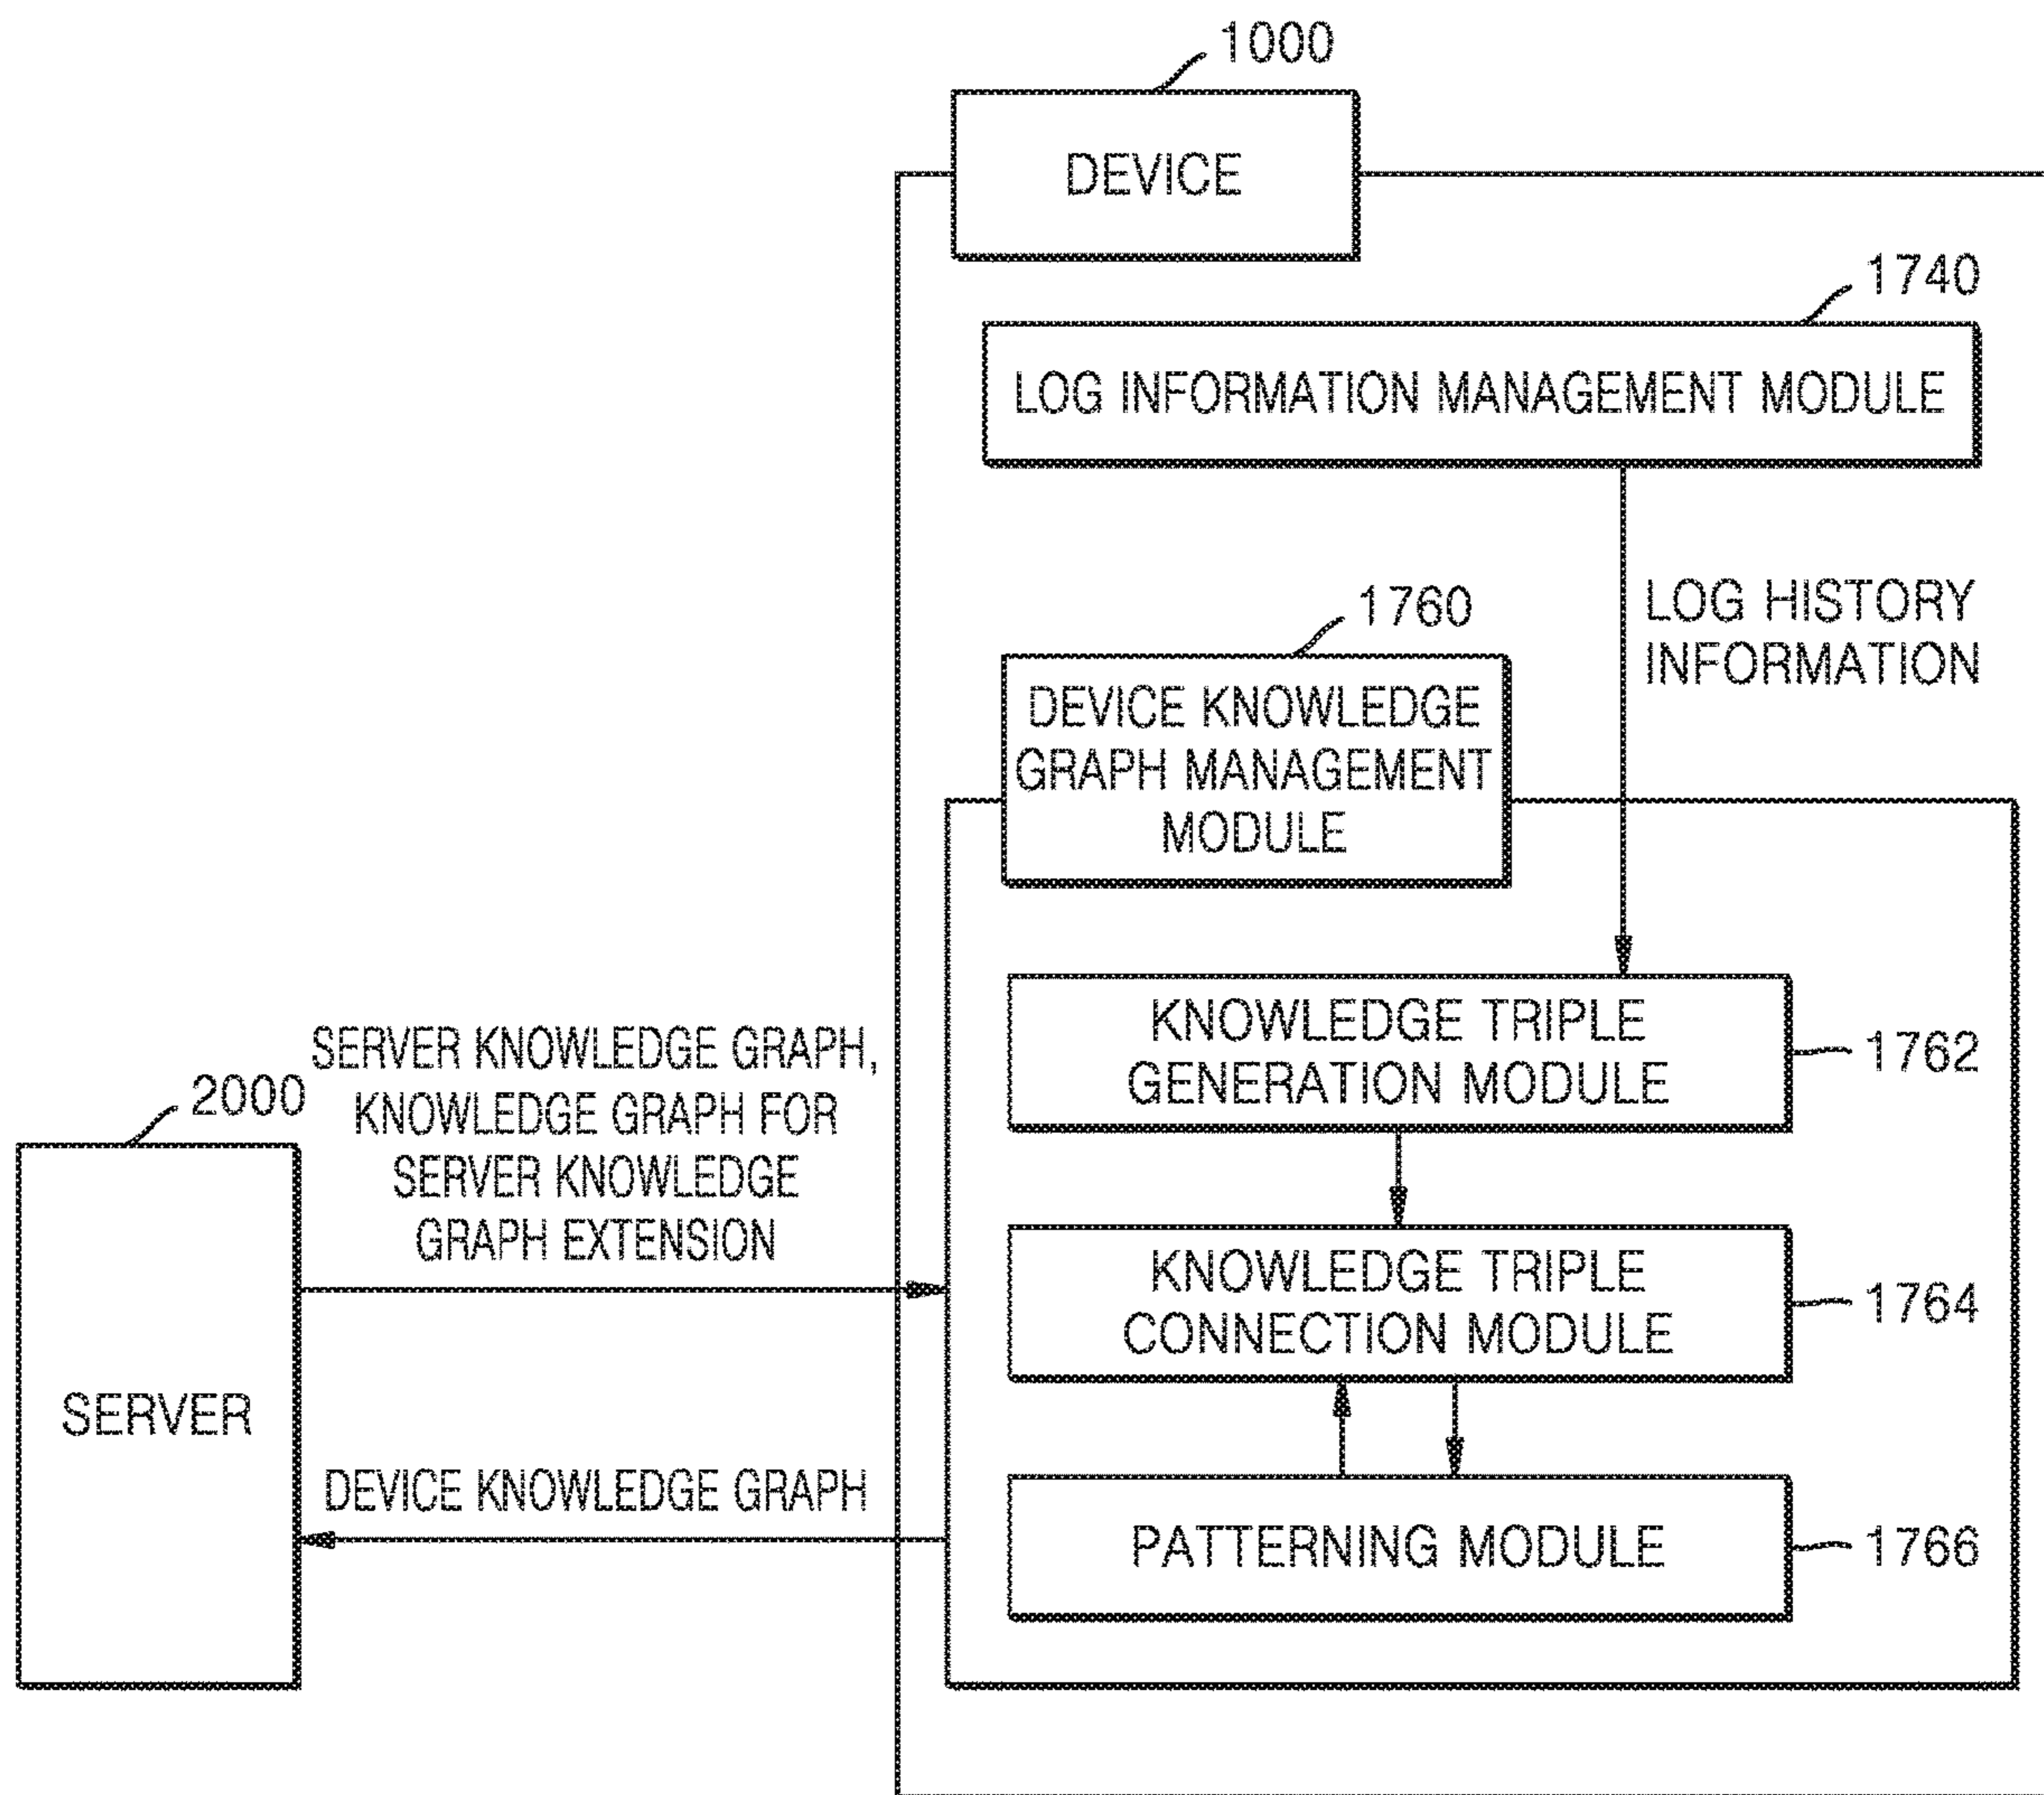 1000
DEVICE
1740
LOG INFORMATION MANAGEMENT MODULE
LOG HISTORY
INFORMATION
1760
DEVICE KNOWLEDGE
GRAPH MANAGEMENT
MODULE
KNOWLEDGE TRIPLE
GENERATION MODULE
1762
SERVER KNOWLEDGE GRAPH,
KNOWLEDGE GRAPH FOR
SERVER KNOWLEDGE
GRAPH EXTENSION
2000
SERVER
KNOWLEDGE TRIPLE
CONNECTION MODULE
1764
DEVICE KNOWLEDGE GRAPH
PATTERNING MODULE
1766